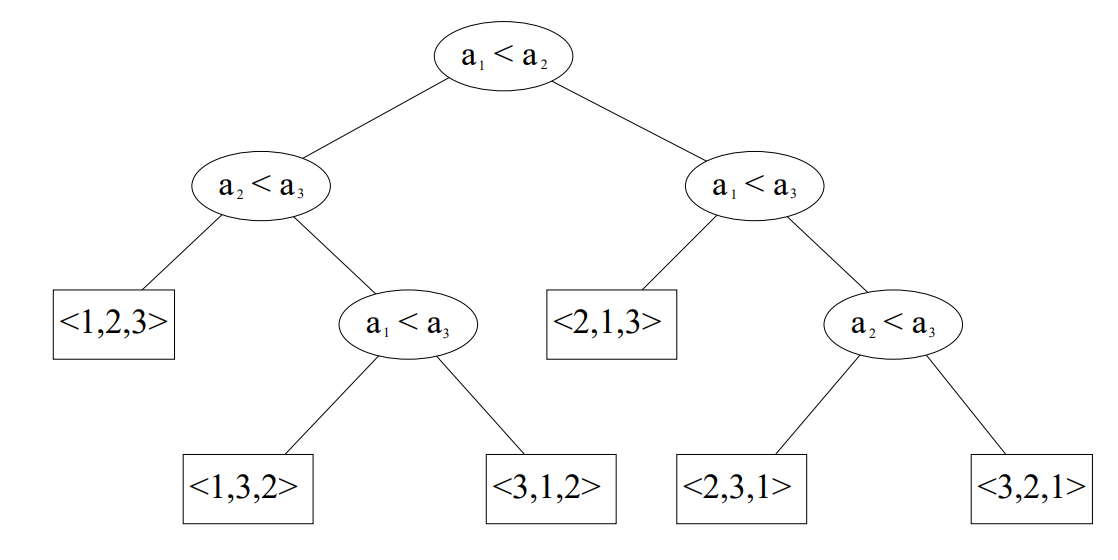 a₁ < a₂
a₂ < a₃
a₁ < a₃
<1,2,3>
a₁ < a₃
<2,1,3>
a₂ < a₃
<1,3,2>
<3,1,2>
<2,3,1>
<3,2,1>